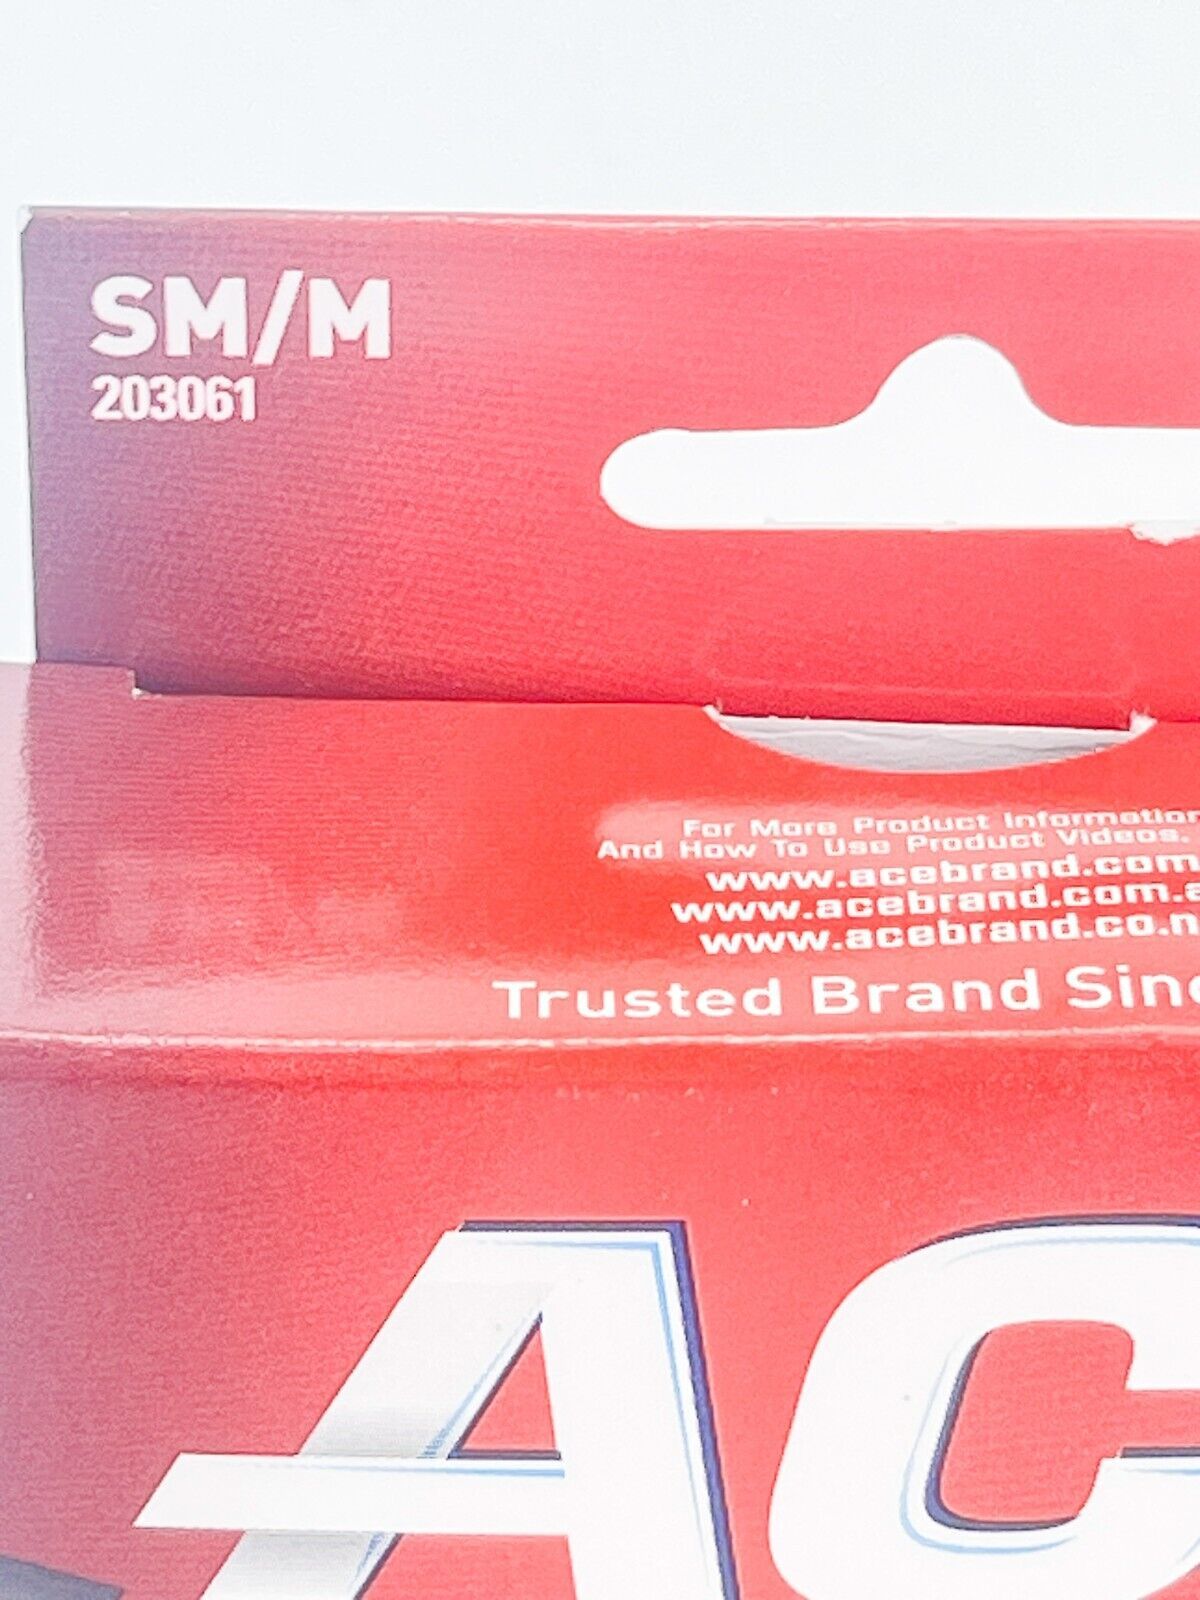 SM/M
203061
For More Product Information
And How To Use Product Videos.
www.acebrand.com
www.acebrand.com.a
www.acebrand.co.n
Trusted Brand Sinc
AC